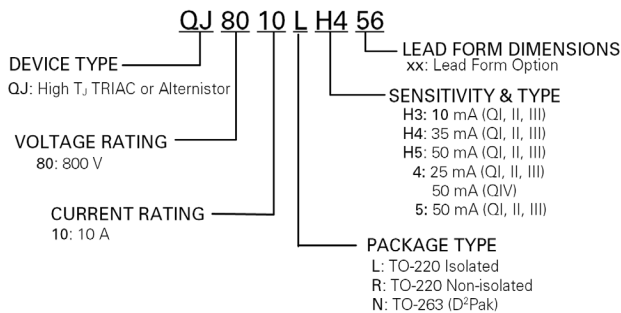 QJ 80 10 L H4 56
DEVICE TYPE
QJ: High TJ TRIAC or Alternistor
VOLTAGE RATING
80: 800 V
CURRENT RATING
10: 10 A
LEAD FORM DIMENSIONS
xx: Lead Form Option
SENSITIVITY & TYPE
H3: 10 mA (QI, II, III)
H4: 35 mA (QI, II, III)
H5: 50 mA (QI, II, III)
4: 25 mA (QI, II, III)
50 mA (QIV)
5: 50 mA (QI, II, III)
PACKAGE TYPE
L: TO-220 Isolated
R: TO-220 Non-isolated
N: TO-263 (D²Pak)